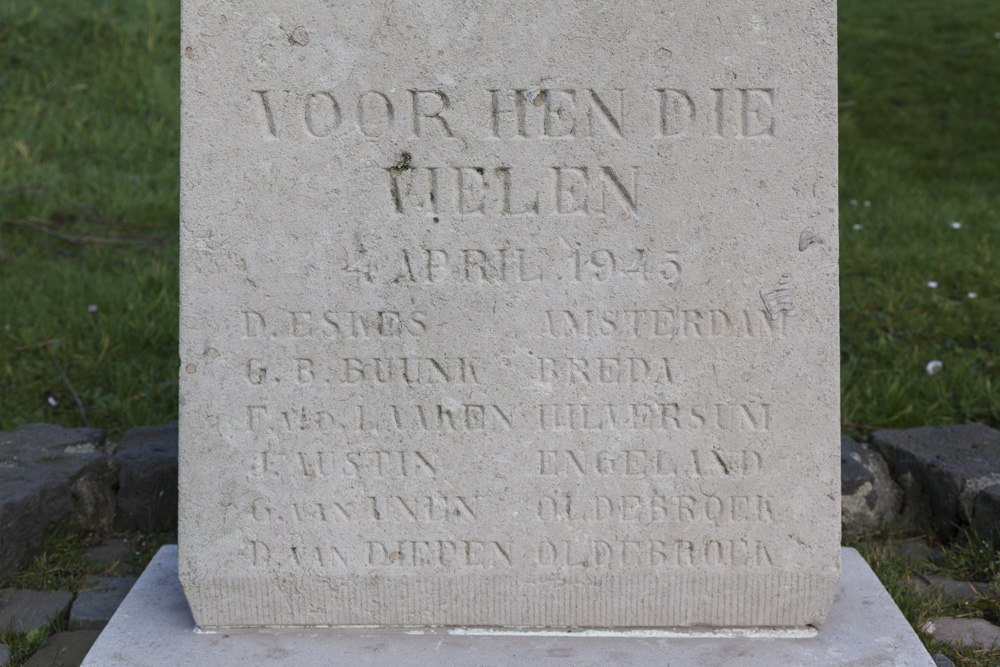 VOOR HEN DIE
VIELEN
4 APRIL 1945
D. ESKES AMSTERDAM
G. B. BUUNK BREDA
F. v.d. LAAKEN HILVERSUM
J. AUSTIN ENGELAND
G. VAN UNEN OLDEBROEK
D. VAN DIEPEN OLDEBROEK